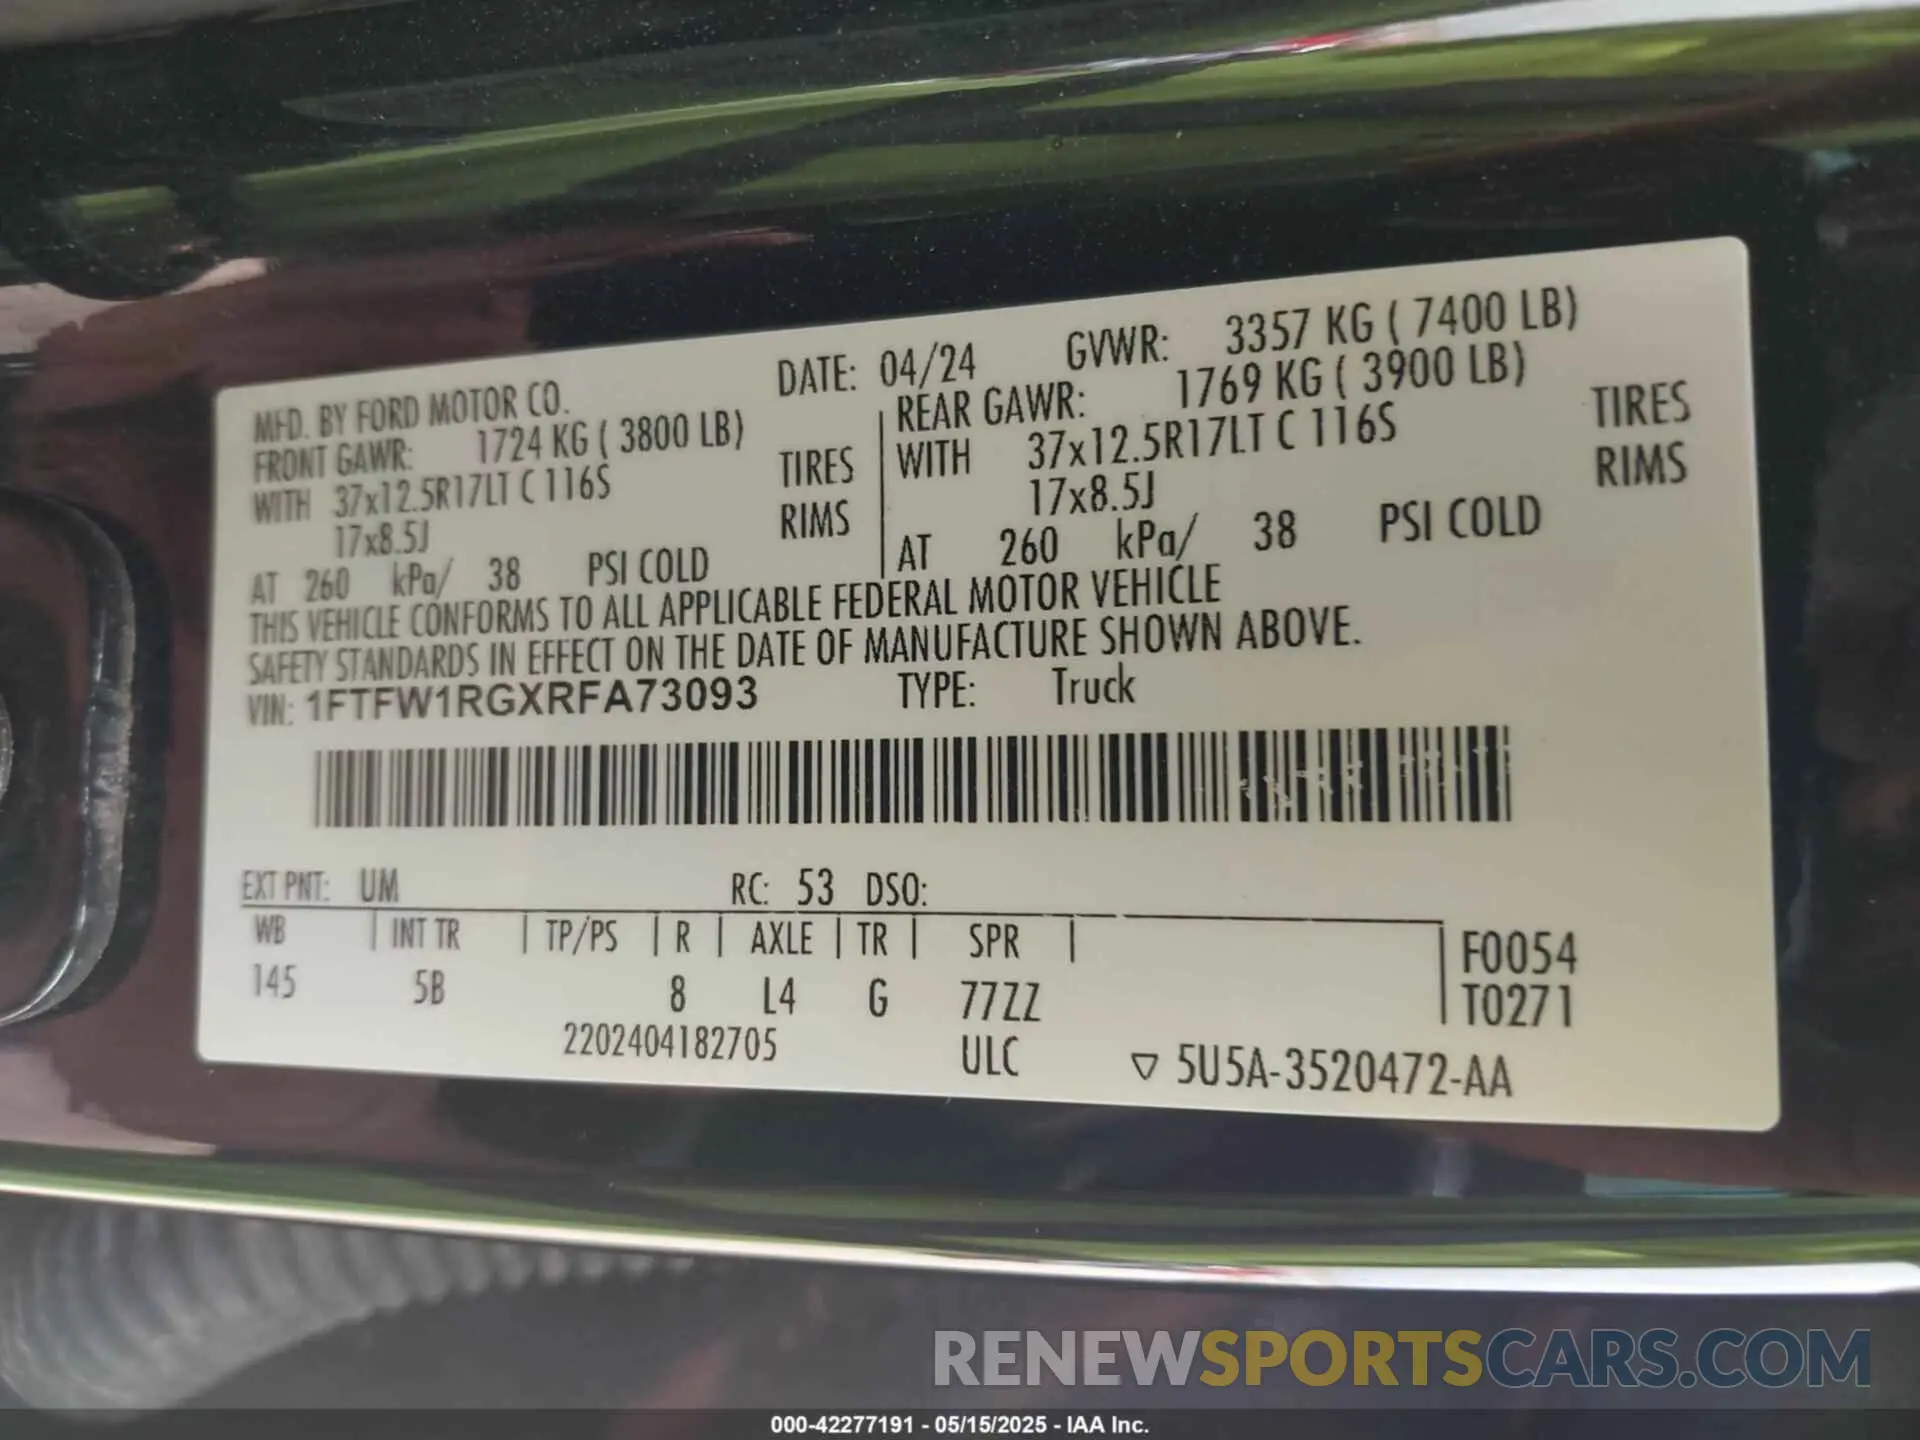 MFD. BY FORD MOTOR CO.
DATE: 04/24 GVWR: 3357 KG ( 7400 LB)
FRONT GAWR: 1724 KG ( 3800 LB)
WITH 37x12.5R17LT C 116S TIRES
17x8.5J RIMS
AT 260 kPa/ 38 PSI COLD
REAR GAWR: 1769 KG ( 3900 LB)
WITH 37x12.5R17LT C 116S TIRES
17x8.5J RIMS
AT 260 kPa/ 38 PSI COLD
THIS VEHICLE CONFORMS TO ALL APPLICABLE FEDERAL MOTOR VEHICLE
SAFETY STANDARDS IN EFFECT ON THE DATE OF MANUFACTURE SHOWN ABOVE.
VIN: 1FTFW1RGXRFA73093 TYPE: Truck
EXT PNT: UM RC: 53 DSO:
WB | INT TR | TP/PS | R | AXLE | TR | SPR |
145 5B 8 L4 G 77ZZ
F0054
T0271
2202404182705 ULC ▽ 5U5A-3520472-AA
RENEWSPORTSCARS.COM
000-42277191 - 05/15/2025 - IAA Inc.